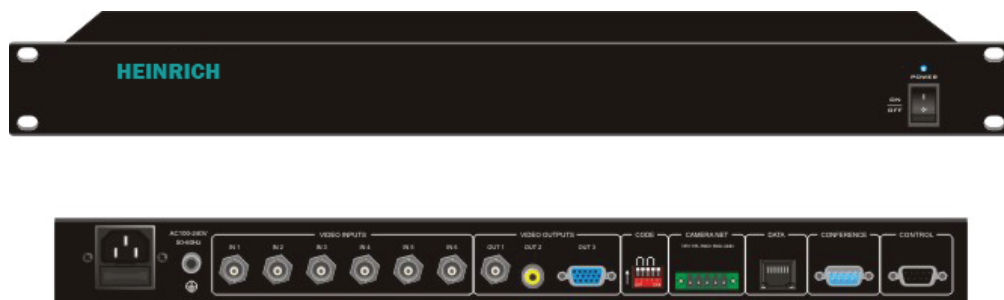 HEINRICH
POWER
ON
OFF
AC100-240V
50-60Hz
VIDEO INPUTS
IN 1 IN 2 IN 3 IN 4 IN 5 IN 6
VIDEO OUTPUTS
OUT 1 OUT 2 OUT 3
CODE
CAMERA NET
DATA
CONFERENCE
CONTROL